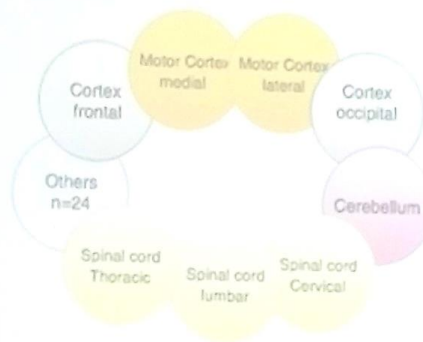 Motor Cortex
medial
Motor Cortex
lateral
Cortex
frontal
Cortex
occipital
Others
n=24
Cerebellum
Spinal cord
Thoracic
Spinal cord
lumbar
Spinal cord
Cervical